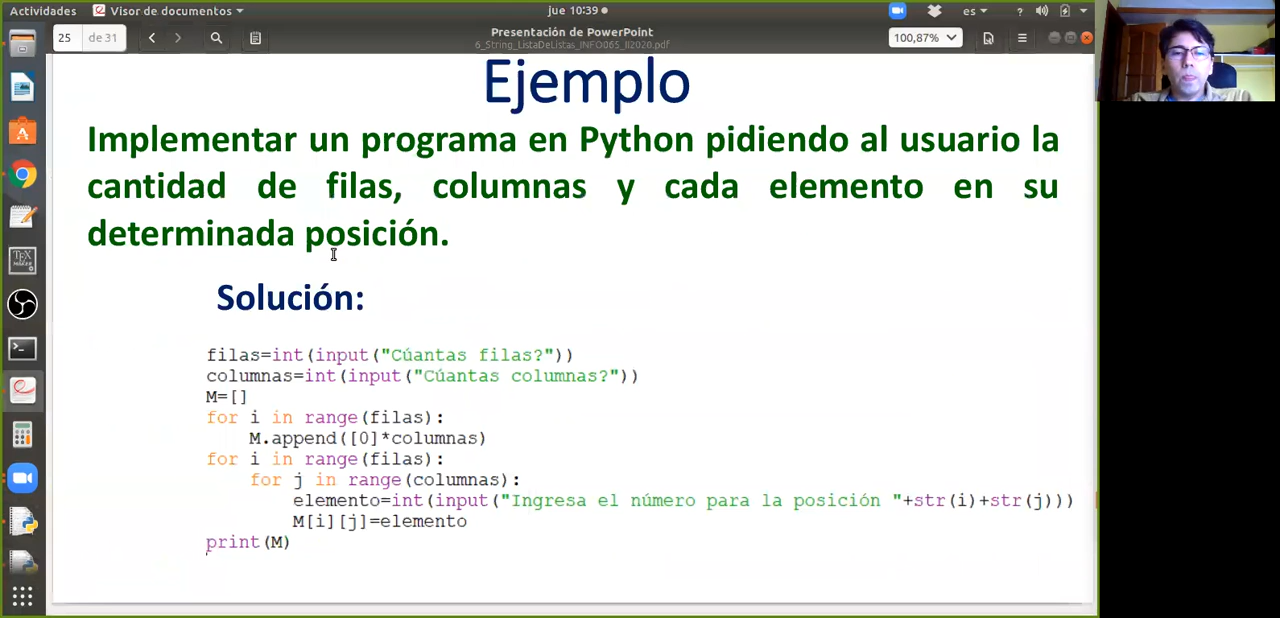 Actividades
Visor de documentos
jue 10:39
es
?
25
de 31
Presentación de PowerPoint
6_String_ListaDeListas_INFO065_II2020.pdf
100,87%
Ejemplo
Implementar un programa en Python pidiendo al usuario la
cantidad de filas, columnas y cada elemento en su
determinada posición.
Solución:
filas=int(input("Cúantas filas?"))
columnas=int(input("Cúantas columnas?"))
M=[]
for i in range(filas):
    M.append([0]*columnas)
for i in range(filas):
    for j in range(columnas):
        elemento=int(input("Ingresa el número para la posición "+str(i)+str(j)))
        M[i][j]=elemento
print(M)